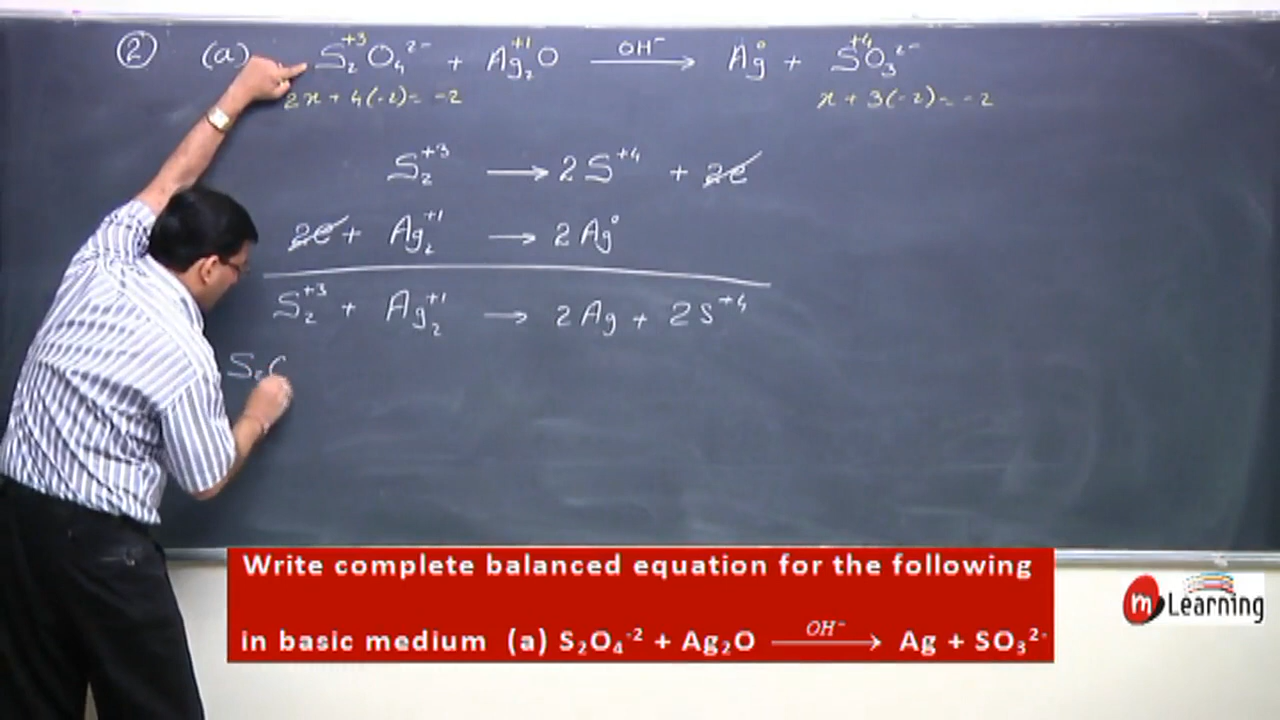 ② (a) S₂⁺³O₄²⁻ + Ag₂⁺¹O —OH⁻→ Ag⁰ + S⁺⁴O₃²⁻
2x + 4(-2) = -2 x + 3(-2) = -2
S₂⁺³ → 2S⁺⁴ + 2e
2e + Ag₂⁺¹ → 2Ag⁰
S₂⁺³ + Ag₂⁺¹ → 2Ag + 2S⁺⁴
S₂O
Write complete balanced equation for the following
in basic medium (a) S₂O₄⁻² + Ag₂O —OH⁻→ Ag + SO₃²⁻
m Learning